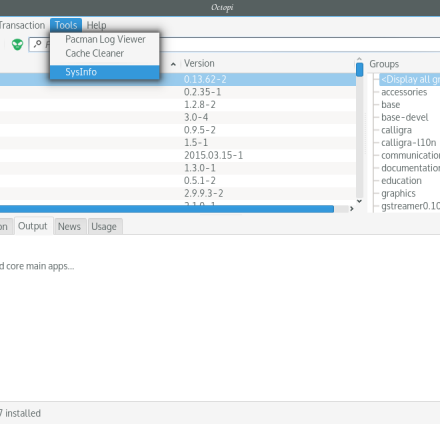 Octopi
Transaction Tools Help
Pacman Log Viewer
Cache Cleaner
SysInfo
Version
0.13.62-2
0.2.35-1
1.2.8-2
3.0-4
0.9.5-2
1.5-1
2015.03.15-1
1.3.0-1
0.5.1-2
2.9.9.3-2
2.1.9-1
Groups
<Display all gr
accessories
base
base-devel
calligra
calligra-l10n
communication
documentation
education
graphics
gstreamer0.10
on Output News Usage
d core main apps...
7 installed